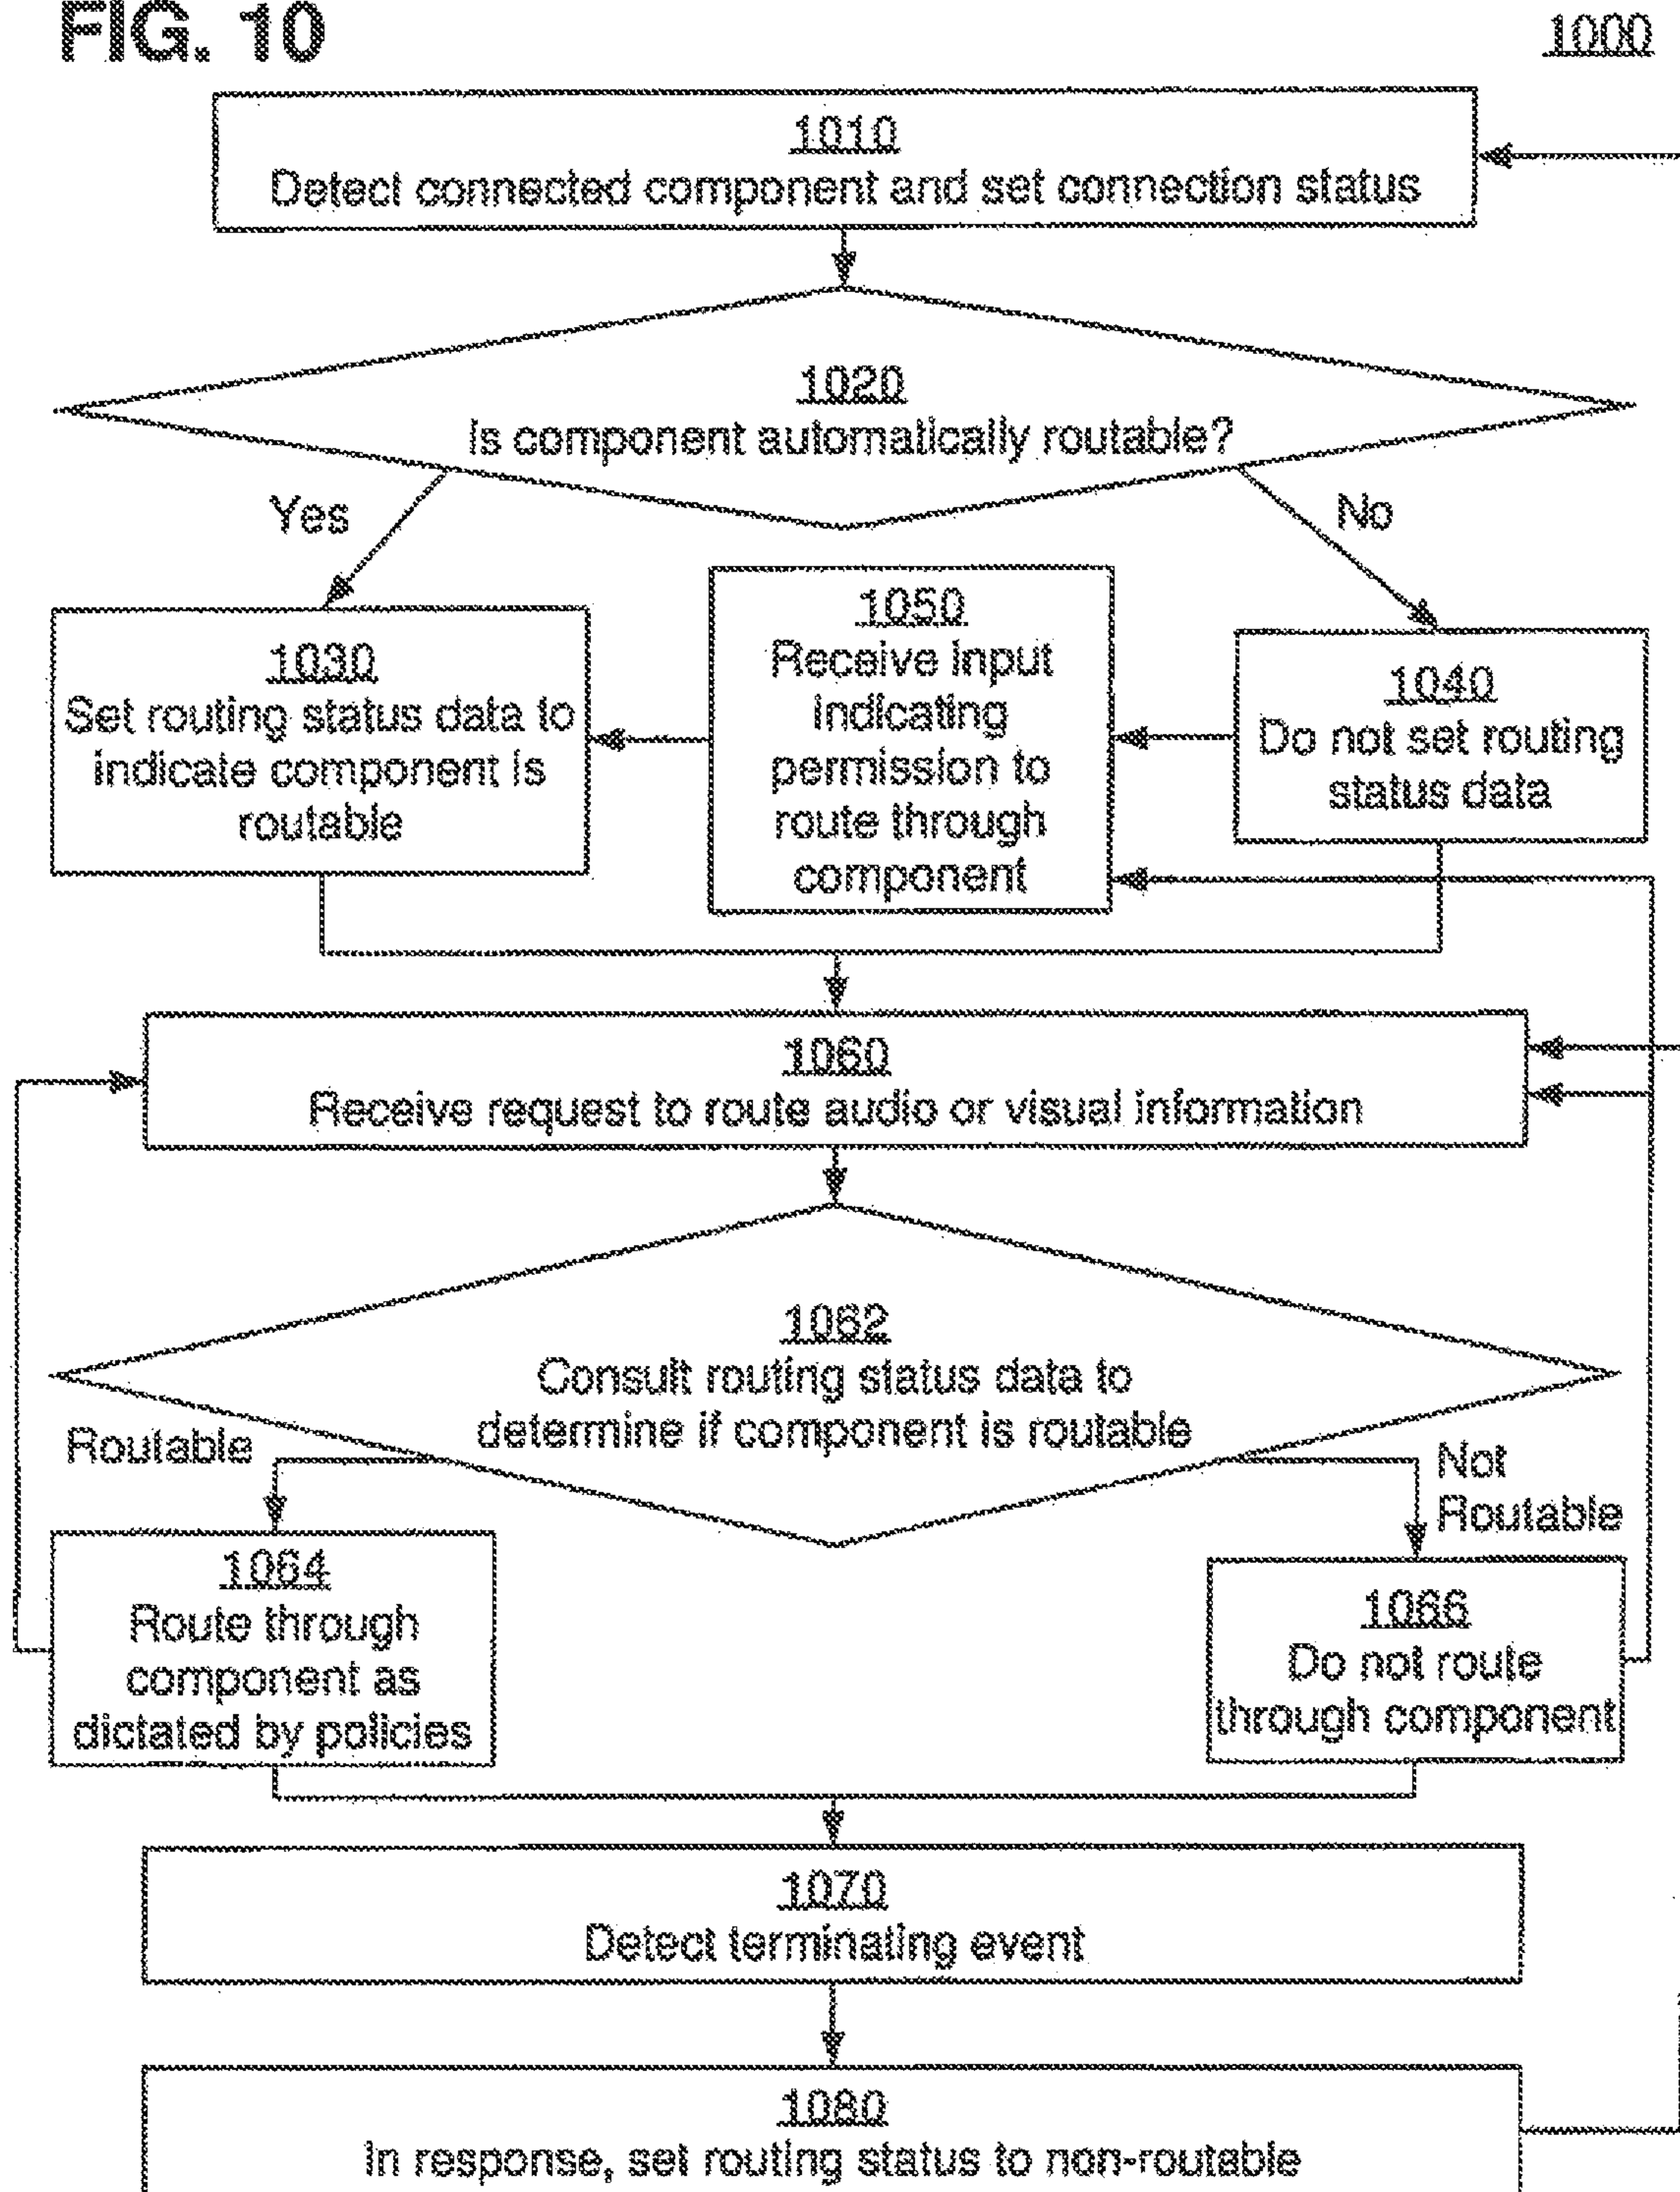 FIG. 10
1000
1010
Detect connected component and set connection status
1020
Is component automatically routable?
Yes
No
1030
Set routing status data to
indicate component is
routable
1050
Receive Input
indicating
permission to
route through
component
1040
Do not set routing
status data
1060
Receive request to route audio or visual information
1062
Consult routing status data to
determine if component is routable
Routable
Not
Routable
1064
Route through
component as
dictated by policies
1066
Do not route
through component
1070
Detect terminating event
1080
In response, set routing status to non-routable